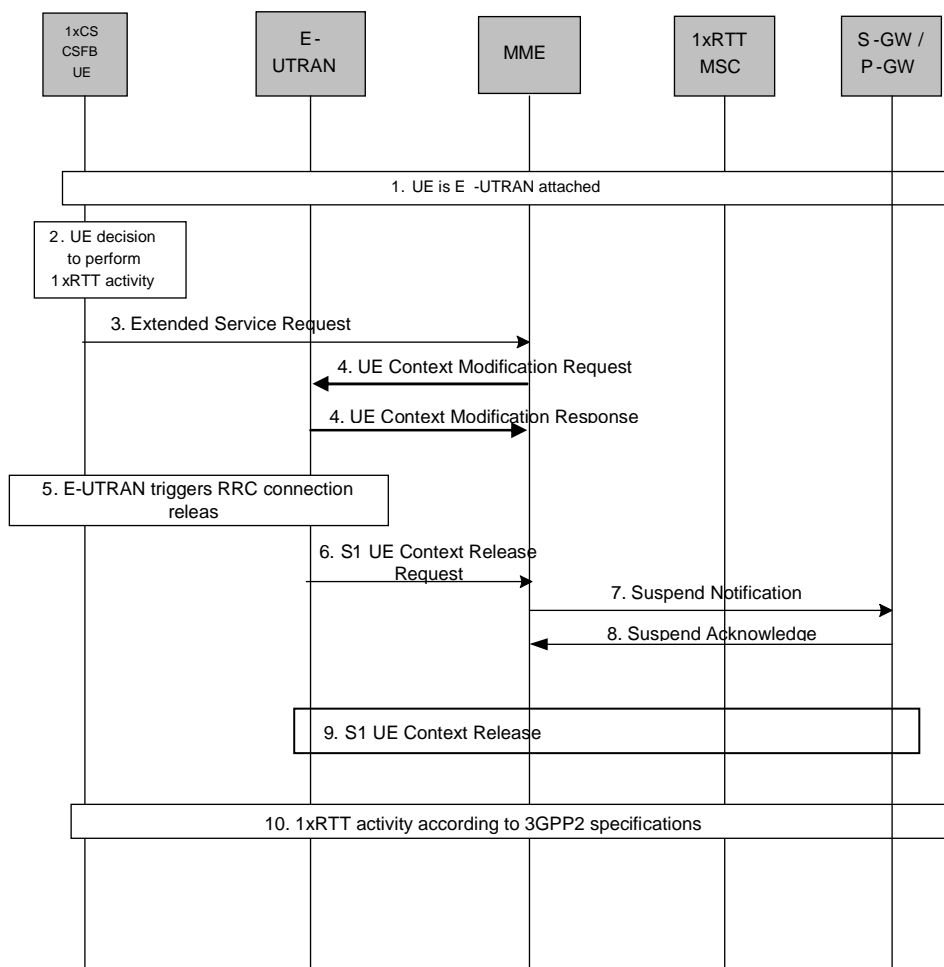 1xCS
CSFB
UE
E-
UTRAN
MME
1xRTT
MSC
S-GW /
P-GW
1. UE is E -UTRAN attached
2. UE decision
to perform
1xRTT activity
3. Extended Service Request
4. UE Context Modification Request
4. UE Context Modification Response
5. E-UTRAN triggers RRC connection
releas
6. S1 UE Context Release
Request
7. Suspend Notification
8. Suspend Acknowledge
9. S1 UE Context Release
10. 1xRTT activity according to 3GPP2 specifications